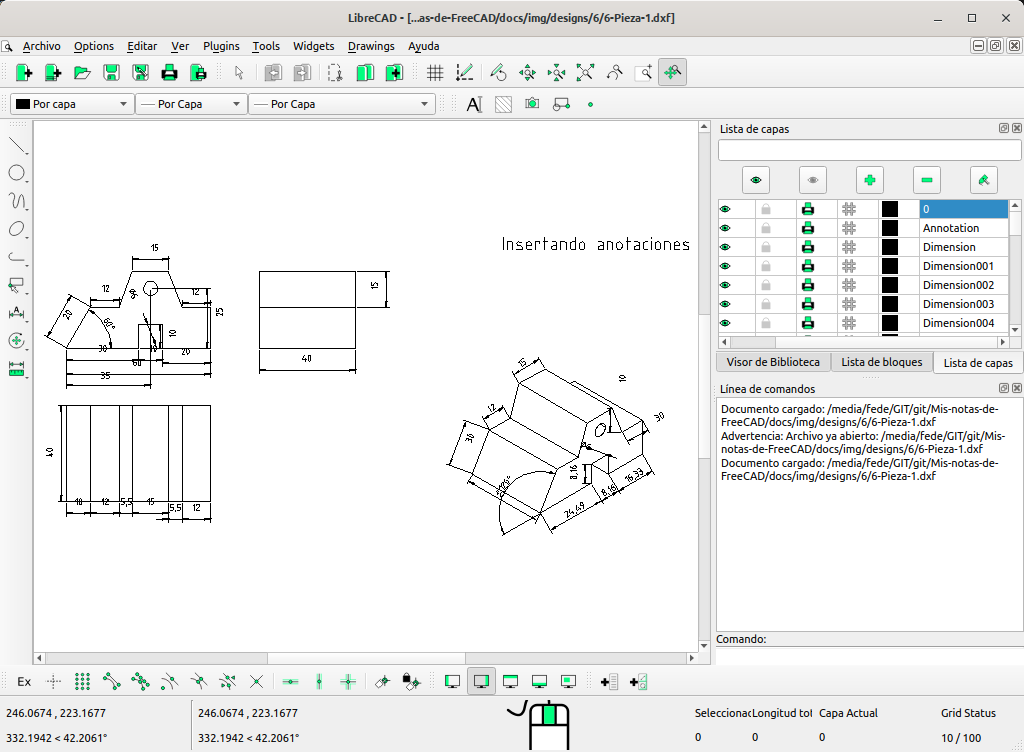 LibreCAD - [...as-de-FreeCAD/docs/img/designs/6/6-Pieza-1.dxf]
Archivo Options Editar Ver Plugins Tools Widgets Drawings Ayuda
Por capa Por Capa Por Capa
Lista de capas
0
Annotation
Dimension
Dimension001
Dimension002
Dimension003
Dimension004
Visor de Biblioteca Lista de bloques Lista de capas
Línea de comandos
Documento cargado: /media/fede/GIT/git/Mis-notas-de-
FreeCAD/docs/img/designs/6/6-Pieza-1.dxf
Advertencia: Archivo ya abierto: /media/fede/GIT/git/Mis-
notas-de-FreeCAD/docs/img/designs/6/6-Pieza-1.dxf
Documento cargado: /media/fede/GIT/git/Mis-notas-de-
FreeCAD/docs/img/designs/6/6-Pieza-1.dxf
Comando:
Insertando anotaciones
15
12
12
20
60°
25
10
30
20
60
35
15
40
40
12
5,5
15
5,5
12
15
10
12
30
30
8,16
8,16
16,33
24,49
Ex
246.0674 , 223.1677
332.1942 < 42.2061°
246.0674 , 223.1677
332.1942 < 42.2061°
Seleccionac Longitud tol Capa Actual Grid Status
0 0 0 10 / 100